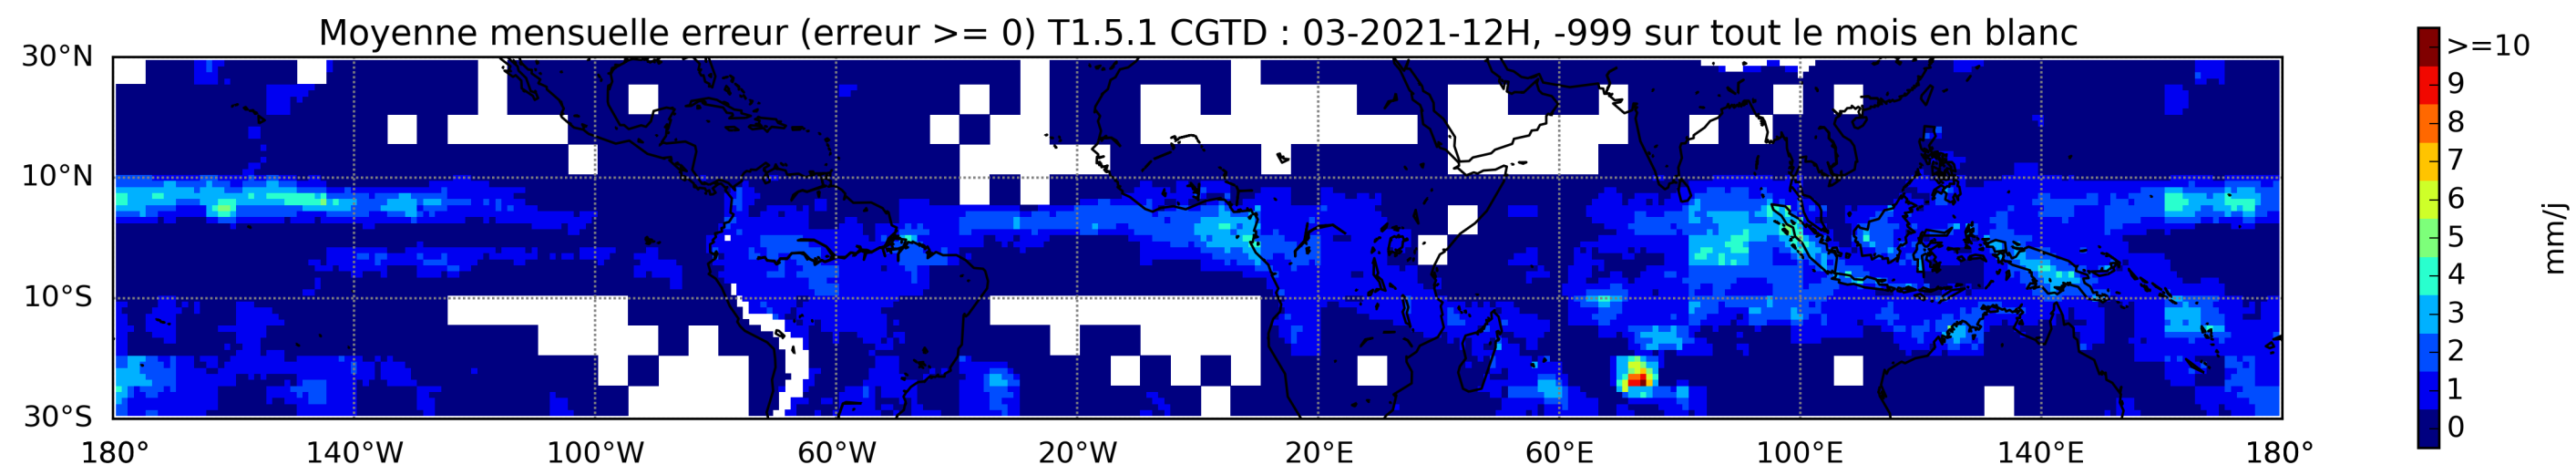 Moyenne mensuelle erreur (erreur >= 0) T1.5.1 CGTD : 03-2021-12H, -999 sur tout le mois en blanc
30°N
10°N
10°S
30°S
180° 140°W 100°W 60°W 20°W 20°E 60°E 100°E 140°E 180°
>=10
9
8
7
6
5
4
3
2
1
0
mm/j